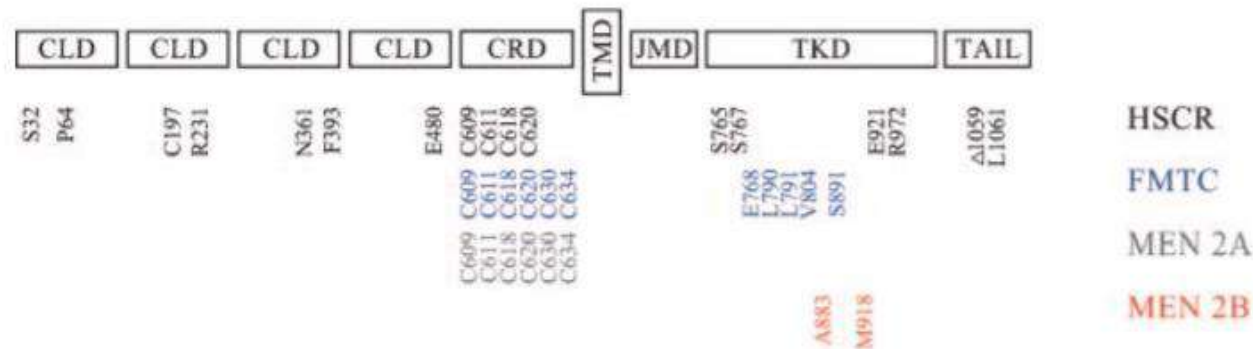 CLD CLD CLD CLD CRD TMD JMD TKD TAIL
S32 P64 C197 R231 N361 F393 E480 C609 C611 C618 C620 S765 S767 E921 R972 Δ1059 L1061 HSCR
C609 C611 C618 C620 C630 C634 E768 L790 L791 V804 S891 FMTC
C609 C611 C618 C620 C630 C634 MEN 2A
A883 M918 MEN 2B